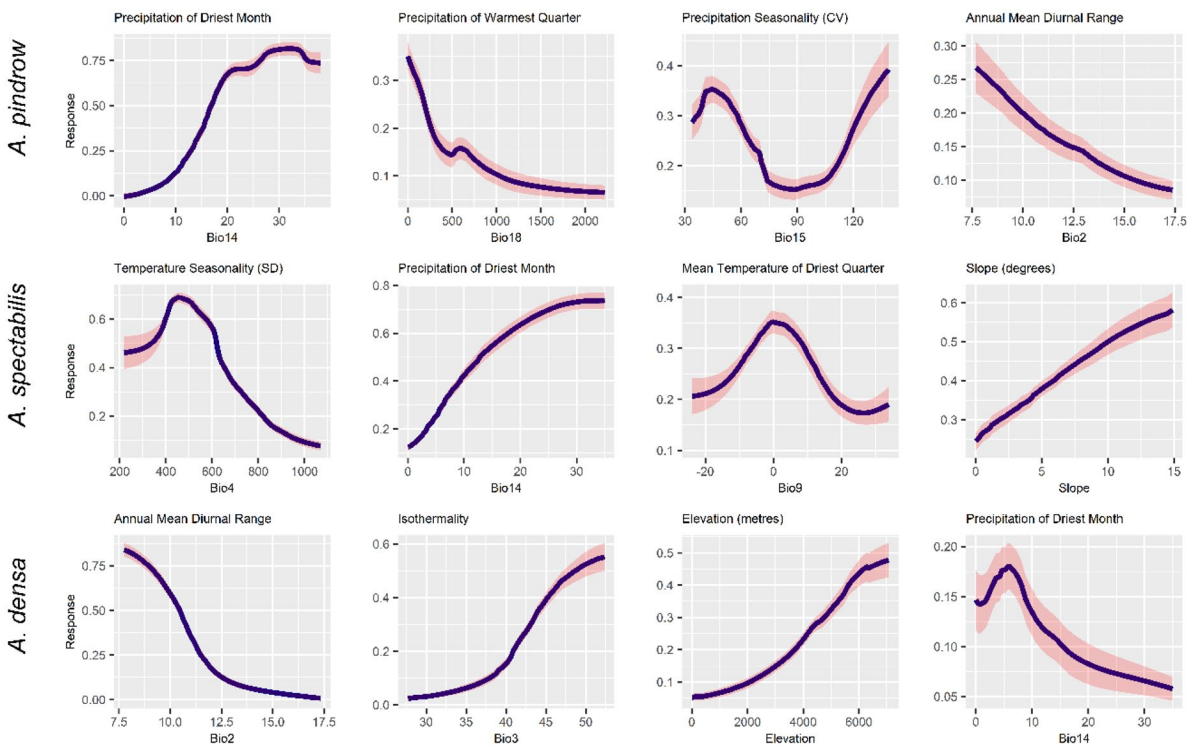 A. pindrow
Precipitation of Driest Month
Precipitation of Warmest Quarter
Precipitation Seasonality (CV)
Annual Mean Diurnal Range
Response
0.75
0.50
0.25
0.00
0 10 20 30
Bio14
0.3
0.2
0.1
0 500 1000 1500 2000
Bio18
0.4
0.3
0.2
30 60 90 120
Bio15
0.30
0.25
0.20
0.15
0.10
7.5 10.0 12.5 15.0 17.5
Bio2
A. spectabilis
Temperature Seasonality (SD)
Precipitation of Driest Month
Mean Temperature of Driest Quarter
Slope (degrees)
Response
0.6
0.4
0.2
200 400 600 800 1000
Bio4
0.8
0.6
0.4
0.2
0 10 20 30
Bio14
0.4
0.3
0.2
0.1
-20 0 20
Bio9
0.6
0.5
0.4
0.3
0 5 10 15
Slope
A. densa
Annual Mean Diurnal Range
Isothermality
Elevation (metres)
Precipitation of Driest Month
Response
0.75
0.50
0.25
0.00
7.5 10.0 12.5 15.0 17.5
Bio2
0.6
0.4
0.2
0.0
30 35 40 45 50
Bio3
0.5
0.4
0.3
0.2
0.1
0 2000 4000 6000
Elevation
0.20
0.15
0.10
0.05
0 10 20 30
Bio14